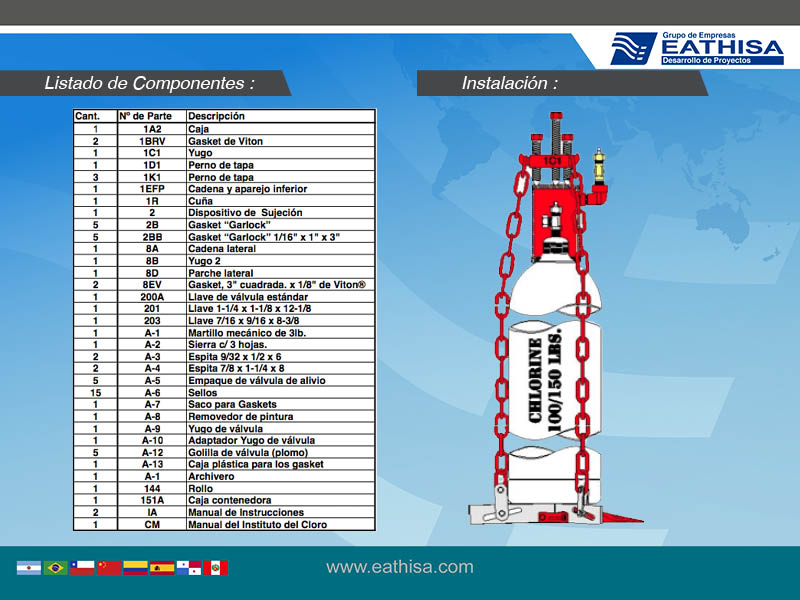 Grupo de Empresas
EATHISA
Desarrollo de Proyectos
Listado de Componentes :
Instalación :
Cant. Nº de Parte Descripción
1 1A2 Caja
2 1BRV Gasket de Viton
1 1C1 Yugo
1 1D1 Perno de tapa
3 1K1 Perno de tapa
1 1EFP Cadena y aparejo inferior
1 1R Cuña
1 2 Dispositivo de Sujeción
5 2B Gasket “Garlock”
5 2BB Gasket “Garlock” 1/16" x 1" x 3"
1 8A Cadena lateral
1 8B Yugo 2
1 8D Parche lateral
2 8EV Gasket, 3" cuadrada. x 1/8" de Viton®
1 200A Llave de válvula estándar
1 201 Llave 1-1/4 x 1-1/8 x 12-1/8
1 203 Llave 7/16 x 9/16 x 8-3/8
1 A-1 Martillo mecánico de 3lb.
1 A-2 Sierra c/ 3 hojas.
2 A-3 Espita 9/32 x 1/2 x 6
2 A-4 Espita 7/8 x 1-1/4 x 8
5 A-5 Empaque de válvula de alivio
15 A-6 Sellos
1 A-7 Saco para Gaskets
1 A-8 Removedor de pintura
1 A-9 Yugo de válvula
1 A-10 Adaptador Yugo de válvula
5 A-12 Golilla de válvula (plomo)
1 A-13 Caja plástica para los gasket
1 A-1 Archivero
1 144 Rollo
1 151A Caja contenedora
2 IA Manual de Instrucciones
1 CM Manual del Instituto del Cloro
1C1
CHLORINE
100/150 LBS.
www.eathisa.com